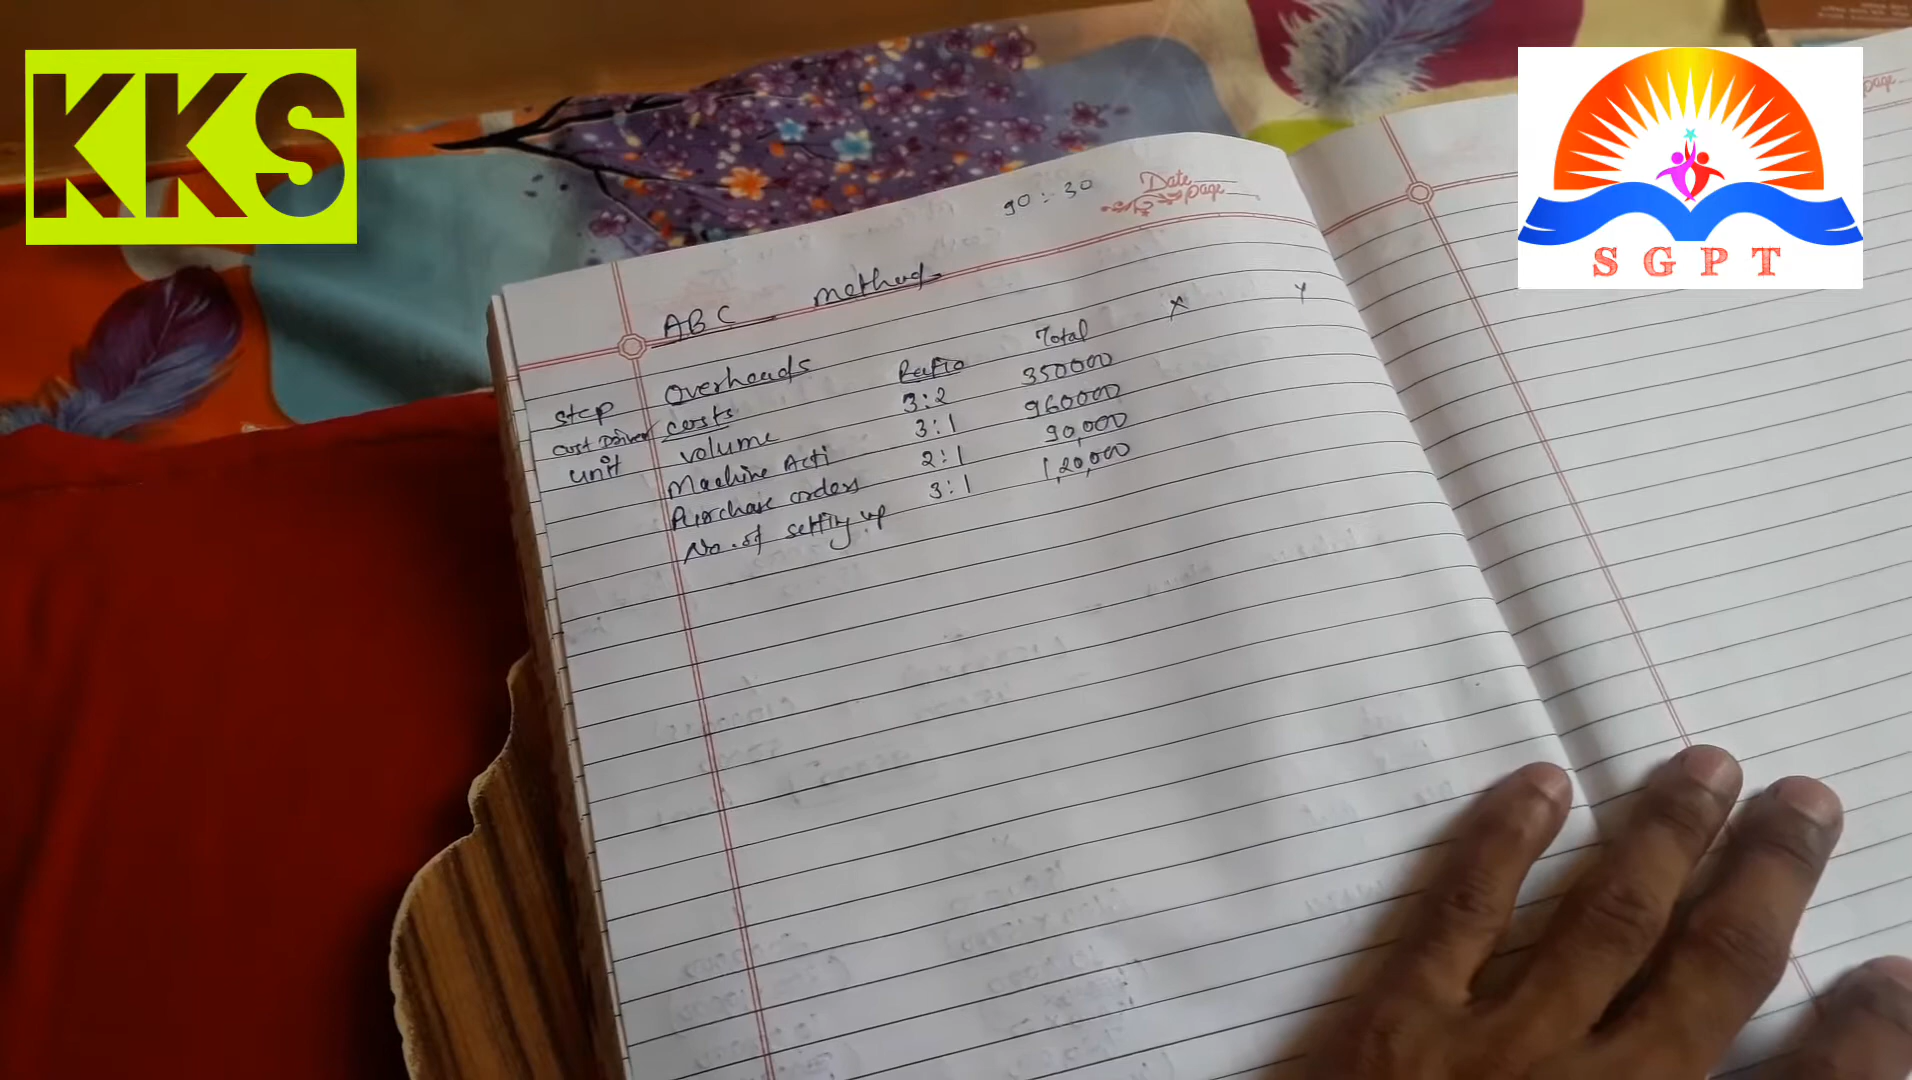 KKS
SGPT
90:30
Date
Page
Page
ABC method
Step Overheads Ratio Total X Y
Cost Driver costs 3:2 350000
unit volume 3:1 960000
Machine Acti 2:1 90,000
Purchase orders 3:1 1,20,000
No. of setting up